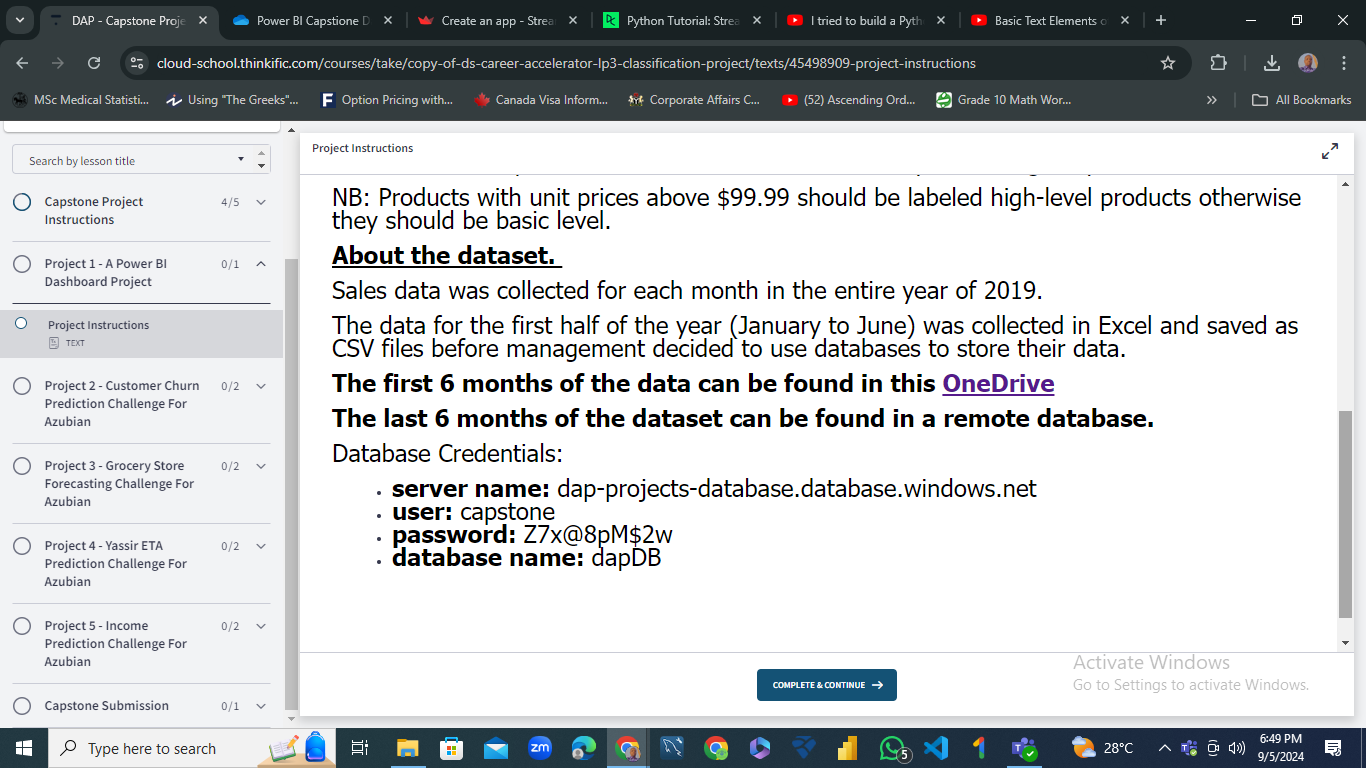 DAP - Capstone Proje
Power BI Capstione D
Create an app - Strea
Python Tutorial: Strea
I tried to build a Pyth
Basic Text Elements o
cloud-school.thinkific.com/courses/take/copy-of-ds-career-accelerator-lp3-classification-project/texts/45498909-project-instructions
MSc Medical Statisti...
Using "The Greeks"...
Option Pricing with...
Canada Visa Inform...
Corporate Affairs C...
(52) Ascending Ord...
Grade 10 Math Wor...
All Bookmarks
Search by lesson title
Capstone Project
Instructions
4/5
Project 1 - A Power BI
Dashboard Project
0/1
Project Instructions
TEXT
Project 2 - Customer Churn
Prediction Challenge For
Azubian
0/2
Project 3 - Grocery Store
Forecasting Challenge For
Azubian
0/2
Project 4 - Yassir ETA
Prediction Challenge For
Azubian
0/2
Project 5 - Income
Prediction Challenge For
Azubian
0/2
Capstone Submission
0/1
Project Instructions
NB: Products with unit prices above $99.99 should be labeled high-level products otherwise
they should be basic level.
About the dataset.
Sales data was collected for each month in the entire year of 2019.
The data for the first half of the year (January to June) was collected in Excel and saved as
CSV files before management decided to use databases to store their data.
The first 6 months of the data can be found in this OneDrive
The last 6 months of the dataset can be found in a remote database.
Database Credentials:
server name: dap-projects-database.database.windows.net
user: capstone
password: Z7x@8pM$2w
database name: dapDB
COMPLETE & CONTINUE
Activate Windows
Go to Settings to activate Windows.
Type here to search
zm
5
28°C
6:49 PM
9/5/2024